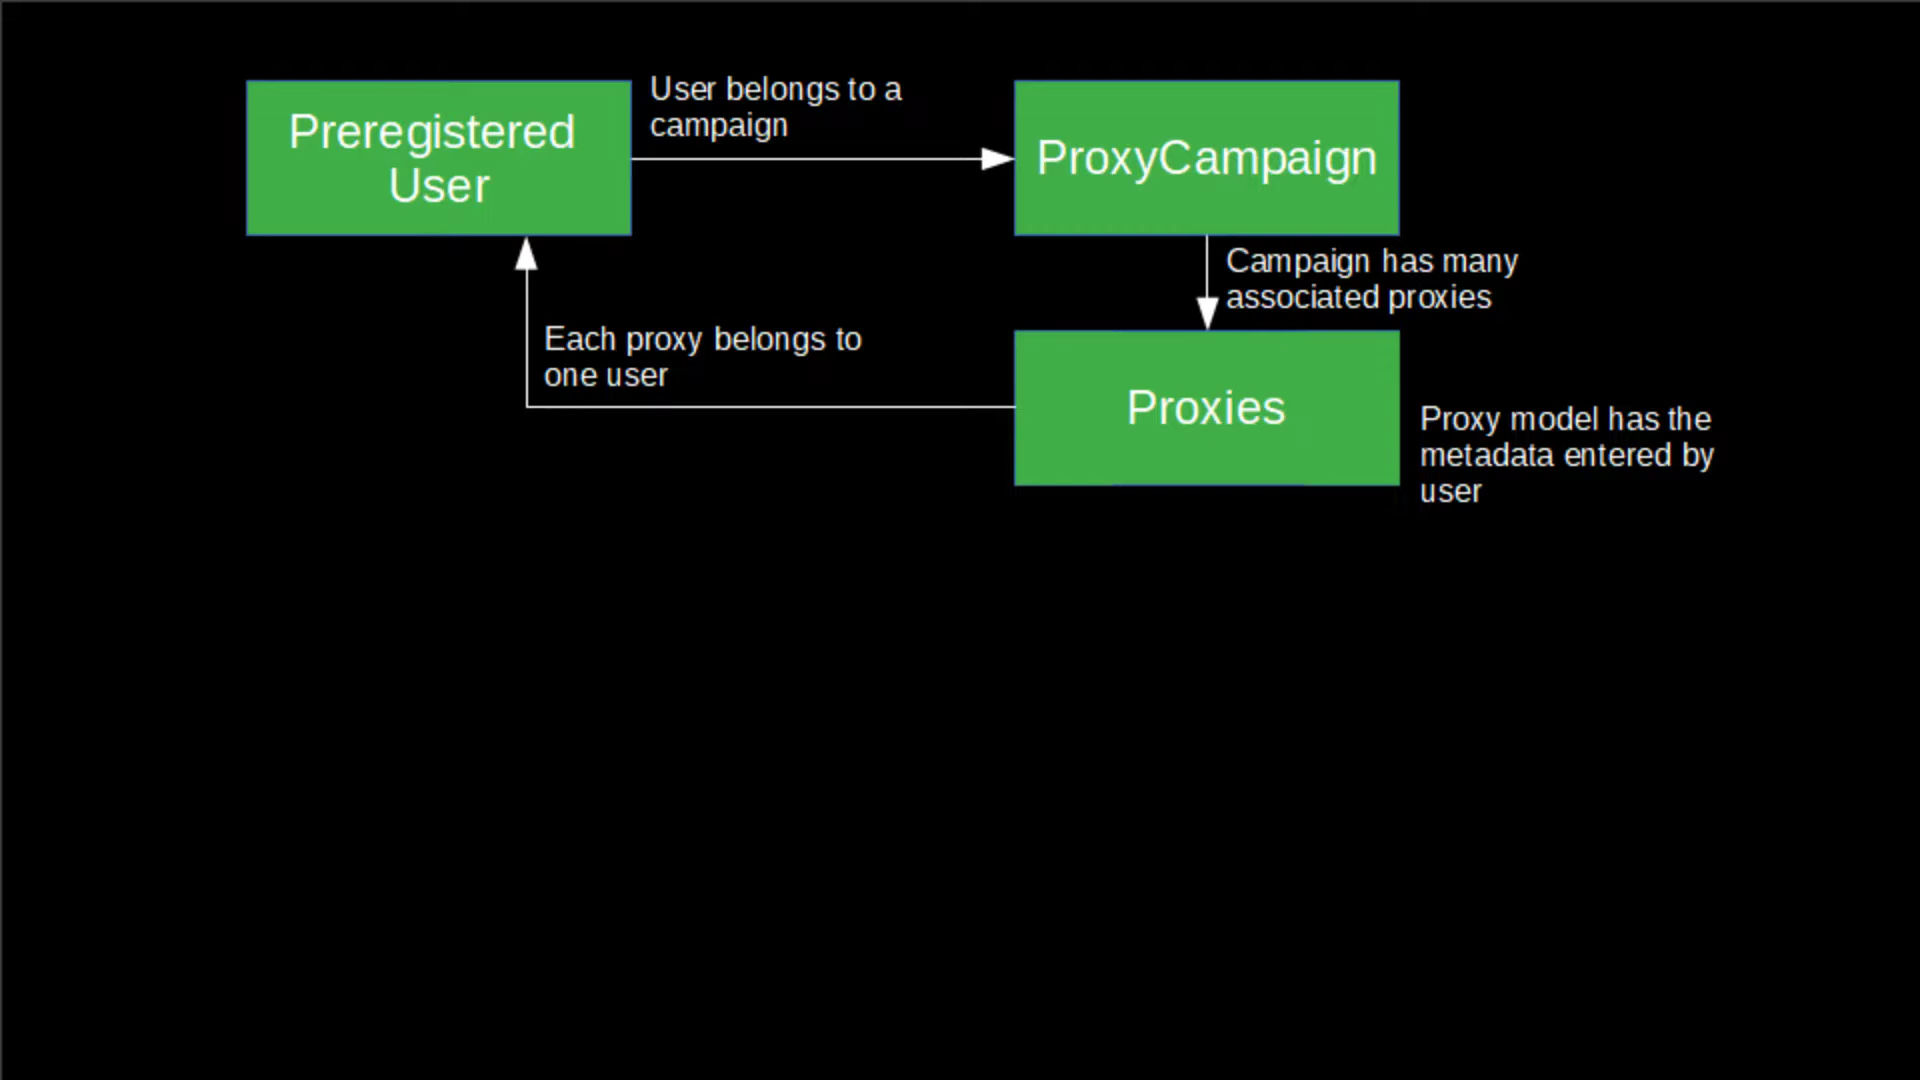 Preregistered
User
User belongs to a
campaign
ProxyCampaign
Campaign has many
associated proxies
Each proxy belongs to
one user
Proxies
Proxy model has the
metadata entered by
user